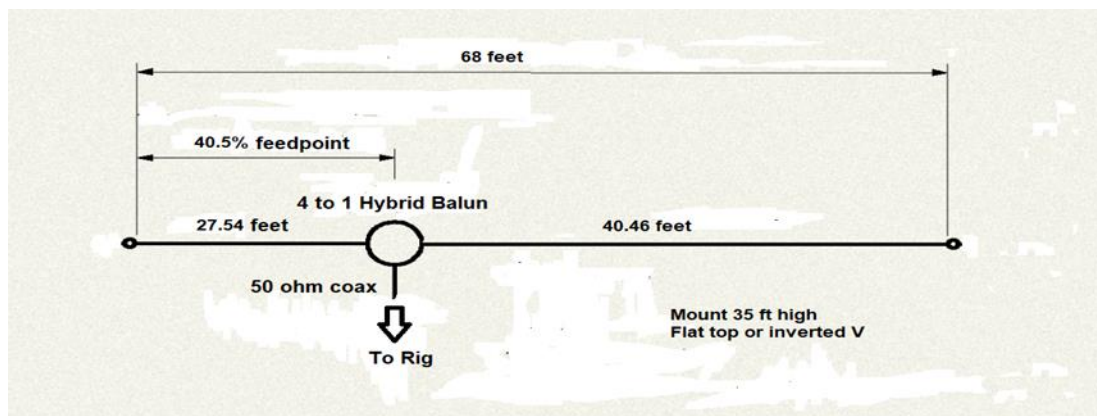 68 feet
40.5% feedpoint
4 to 1 Hybrid Balun
27.54 feet
40.46 feet
50 ohm coax
Mount 35 ft high
Flat top or inverted V
To Rig